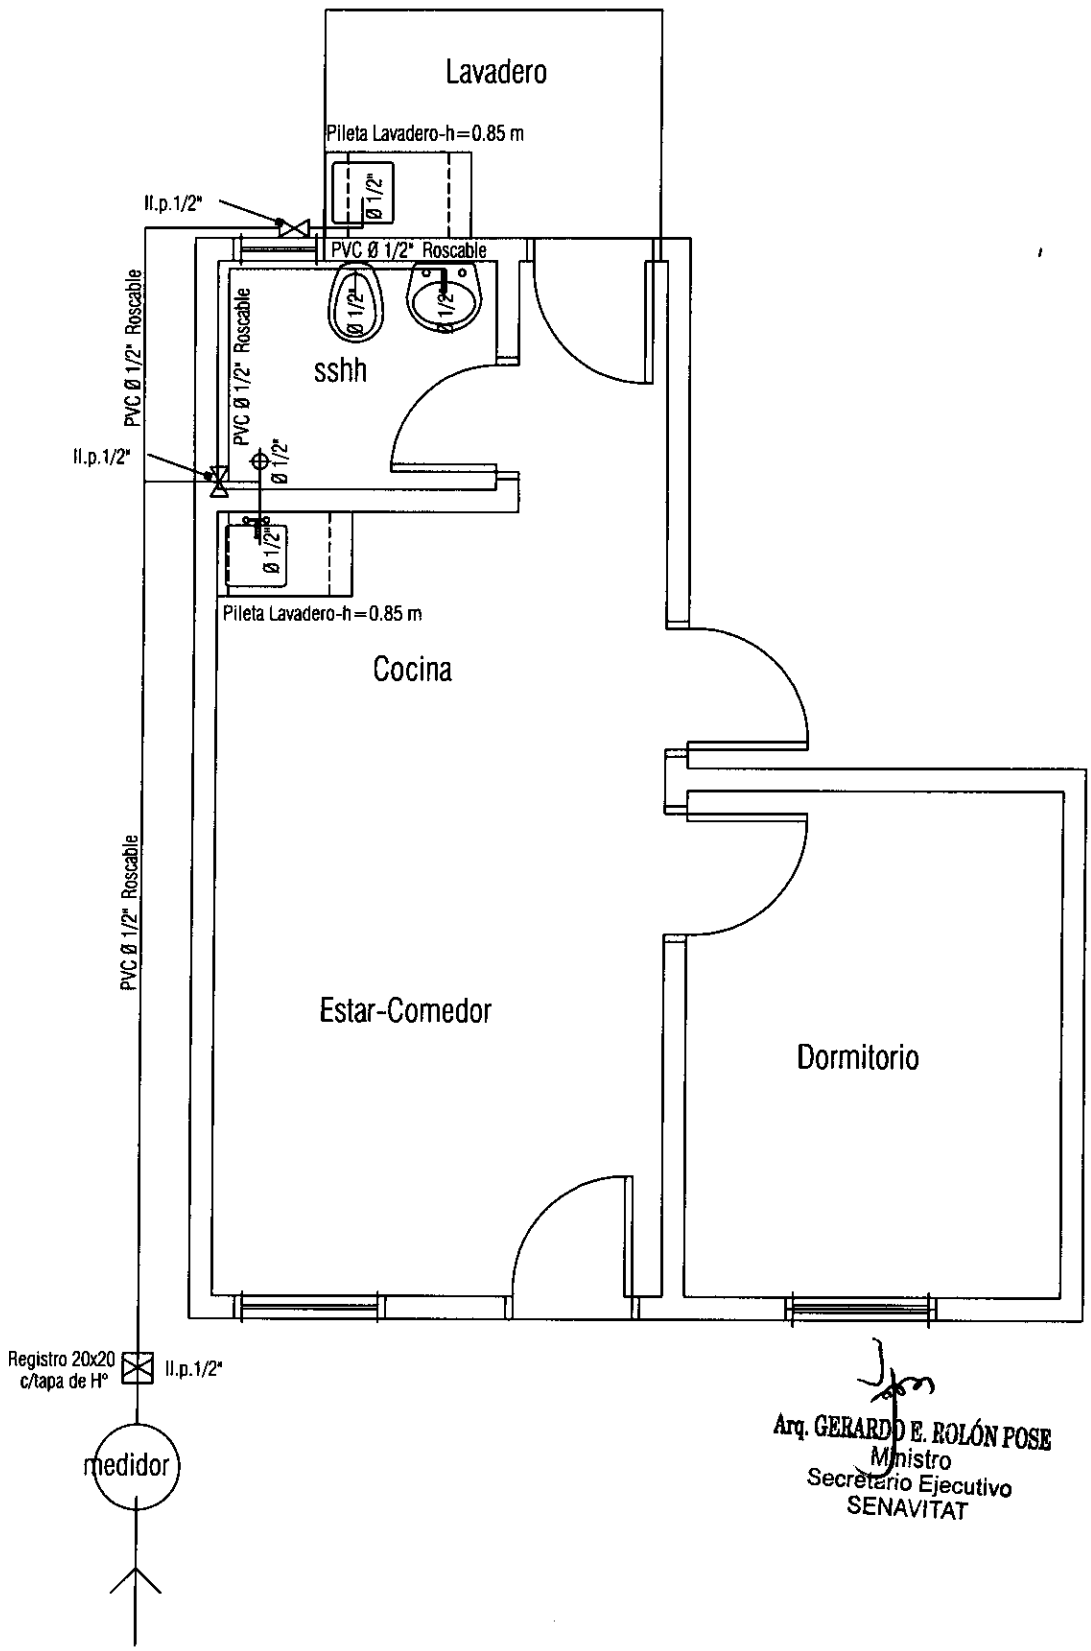 Lavadero
Pileta Lavadero-h=0.85 m
ll.p.1/2"
Ø 1/2"
PVC Ø 1/2" Roscable
PVC Ø 1/2" Roscable
PVC Ø 1/2" Roscable
Ø 1/2"
Ø 1/2"
sshh
ll.p.1/2"
Ø 1/2"
Ø 1/2"
Pileta Lavadero-h=0.85 m
Cocina
PVC Ø 1/2" Roscable
Estar-Comedor
Dormitorio
Registro 20x20
c/tapa de Hº
ll.p.1/2"
medidor
Arq. GERARDO E. ROLÓN POSE
Ministro
Secretario Ejecutivo
SENAVITAT